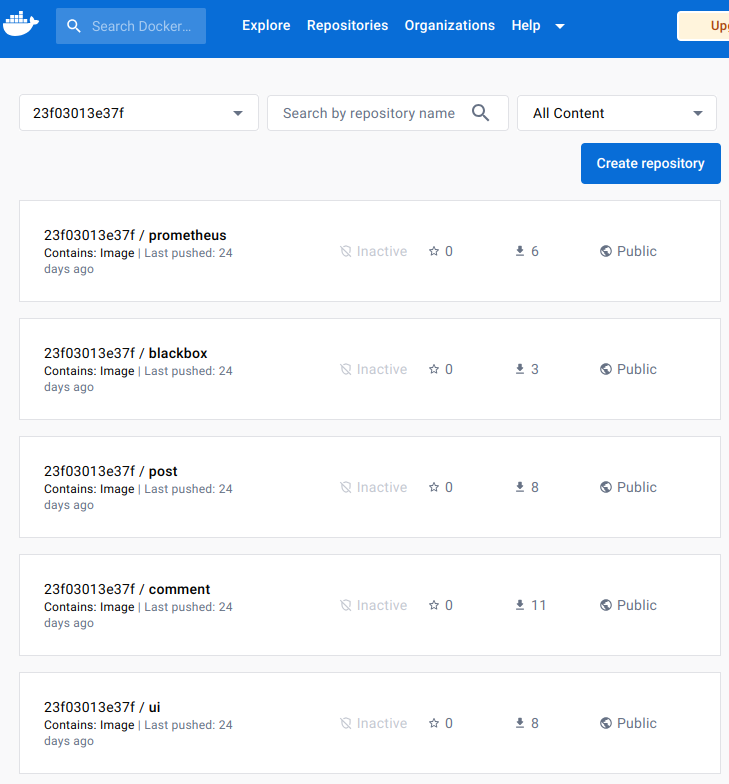 Search Docker...
Explore
Repositories
Organizations
Help
Upg
23f03013e37f
Search by repository name
All Content
Create repository
23f03013e37f / prometheus
Contains: Image | Last pushed: 24
days ago
Inactive
0
6
Public
23f03013e37f / blackbox
Contains: Image | Last pushed: 24
days ago
Inactive
0
3
Public
23f03013e37f / post
Contains: Image | Last pushed: 24
days ago
Inactive
0
8
Public
23f03013e37f / comment
Contains: Image | Last pushed: 24
days ago
Inactive
0
11
Public
23f03013e37f / ui
Contains: Image | Last pushed: 24
days ago
Inactive
0
8
Public